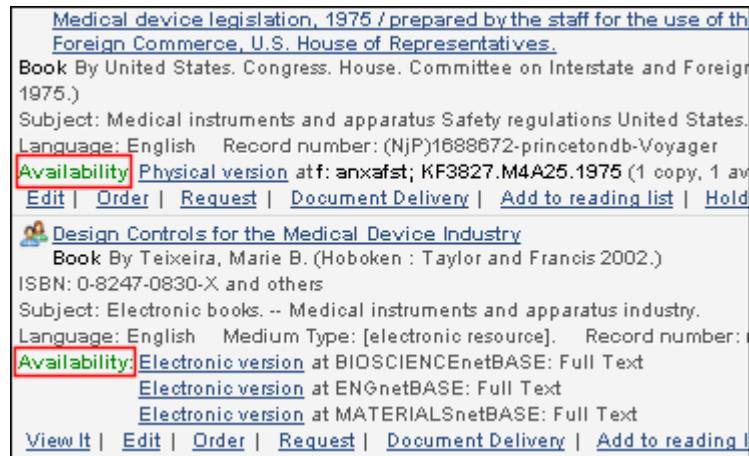 Medical device legislation, 1975 / prepared by the staff for the use of th
Foreign Commerce, U.S. House of Representatives.
Book By United States. Congress. House. Committee on Interstate and Foreign
1975.)
Subject: Medical instruments and apparatus Safety regulations United States.
Language: English Record number: (NjP)1688672-princetondb-Voyager
Availability: Physical version at f: anxafst; KF3827.M4A25.1975 (1 copy, 1 av
Edit | Order | Request | Document Delivery | Add to reading list | Hold
Design Controls for the Medical Device Industry
Book By Teixeira, Marie B. (Hoboken : Taylor and Francis 2002.)
ISBN: 0-8247-0830-X and others
Subject: Electronic books. -- Medical instruments and apparatus industry.
Language: English Medium Type: [electronic resource]. Record number:
Availability: Electronic version at BIOSCIENCEnetBASE: Full Text
Electronic version at ENGnetBASE: Full Text
Electronic version at MATERIALSnetBASE: Full Text
View It | Edit | Order | Request | Document Delivery | Add to reading l